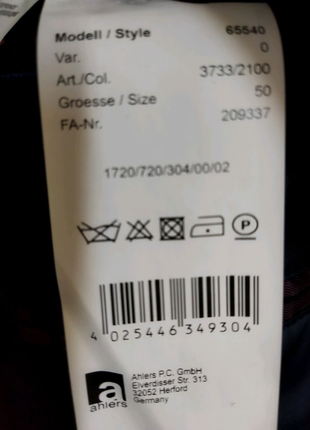 Modell / Style 65540
Var. 0
Art./Col. 3733/2100
Groesse / Size 50
FA-Nr. 209337
1720/720/304/00/02
P
4 025446 349304
a
ahlers
Ahlers P.C. GmbH
Elverdisser Str. 313
32052 Herford
Germany